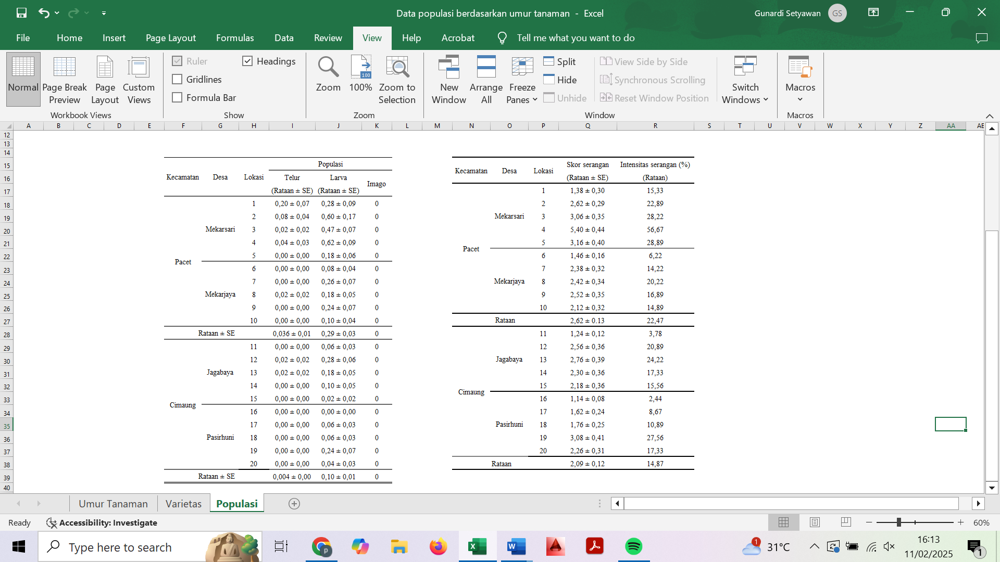 Data populasi berdasarkan umur tanaman - Excel
Gunardi Setyawan GS
File Home Insert Page Layout Formulas Data Review View Help Acrobat Tell me what you want to do
Normal
Page Break Preview
Page Layout
Custom Views
Workbook Views
Ruler
Headings
Gridlines
Formula Bar
Show
Zoom
100
100%
Zoom to Selection
Zoom
New Window
Arrange All
Freeze Panes
Split
Hide
Unhide
View Side by Side
Synchronous Scrolling
Reset Window Position
Switch Windows
Window
Macros
Macros
A B C D E F G H I J K L M N O P Q R S T U V W X Y Z AA AE
12
13
14
15
16
17
18
19
20
21
22
23
24
25
26
27
28
29
30
31
32
33
34
35
36
37
38
39
40
Kecamatan Desa Lokasi Populasi
Telur Larva Imago
(Rataan ± SE) (Rataan ± SE)
1 0,20 ± 0,07 0,28 ± 0,09 0
2 0,08 ± 0,04 0,60 ± 0,17 0
Mekarsari 3 0,02 ± 0,02 0,47 ± 0,07 0
4 0,04 ± 0,03 0,62 ± 0,09 0
5 0,00 ± 0,00 0,18 ± 0,06 0
Pacet
6 0,00 ± 0,00 0,08 ± 0,04 0
7 0,00 ± 0,00 0,26 ± 0,07 0
Mekarjaya 8 0,02 ± 0,02 0,18 ± 0,05 0
9 0,00 ± 0,00 0,24 ± 0,07 0
10 0,00 ± 0,00 0,10 ± 0,04 0
Rataan ± SE 0,036 ± 0,01 0,29 ± 0,03 0
11 0,00 ± 0,00 0,06 ± 0,03 0
12 0,02 ± 0,02 0,28 ± 0,06 0
Jagabaya 13 0,02 ± 0,02 0,18 ± 0,05 0
14 0,00 ± 0,00 0,10 ± 0,05 0
15 0,00 ± 0,00 0,02 ± 0,02 0
Cimaung
16 0,00 ± 0,00 0,00 ± 0,00 0
17 0,00 ± 0,00 0,06 ± 0,03 0
Pasirhuni 18 0,00 ± 0,00 0,06 ± 0,03 0
19 0,00 ± 0,00 0,24 ± 0,07 0
20 0,00 ± 0,00 0,04 ± 0,03 0
Rataan ± SE 0,004 ± 0,00 0,10 ± 0,01 0
Kecamatan Desa Lokasi Skor serangan Intensitas serangan (%)
(Rataan ± SE) (Rataan)
1 1,38 ± 0,30 15,33
2 2,62 ± 0,29 22,89
Mekarsari 3 3,06 ± 0,35 28,22
4 5,40 ± 0,44 56,67
5 3,16 ± 0,40 28,89
Pacet
6 1,46 ± 0,16 6,22
7 2,38 ± 0,32 14,22
Mekarjaya 8 2,42 ± 0,34 20,22
9 2,52 ± 0,35 16,89
10 2,12 ± 0,32 14,89
Rataan 2,62 ± 0.13 22,47
11 1,24 ± 0,12 3,78
12 2,56 ± 0,36 20,89
Jagabaya 13 2,76 ± 0,39 24,22
14 2,30 ± 0,36 17,33
15 2,18 ± 0,36 15,56
Cimaung
16 1,14 ± 0,08 2,44
17 1,62 ± 0,24 8,67
Pasirhuni 18 1,76 ± 0,25 10,89
19 3,08 ± 0,41 27,56
20 2,26 ± 0,31 17,33
Rataan 2,09 ± 0,12 14,87
Umur Tanaman Varietas Populasi
Ready Accessibility: Investigate 60%
Type here to search
p
1 31°C
16:13
11/02/2025
1